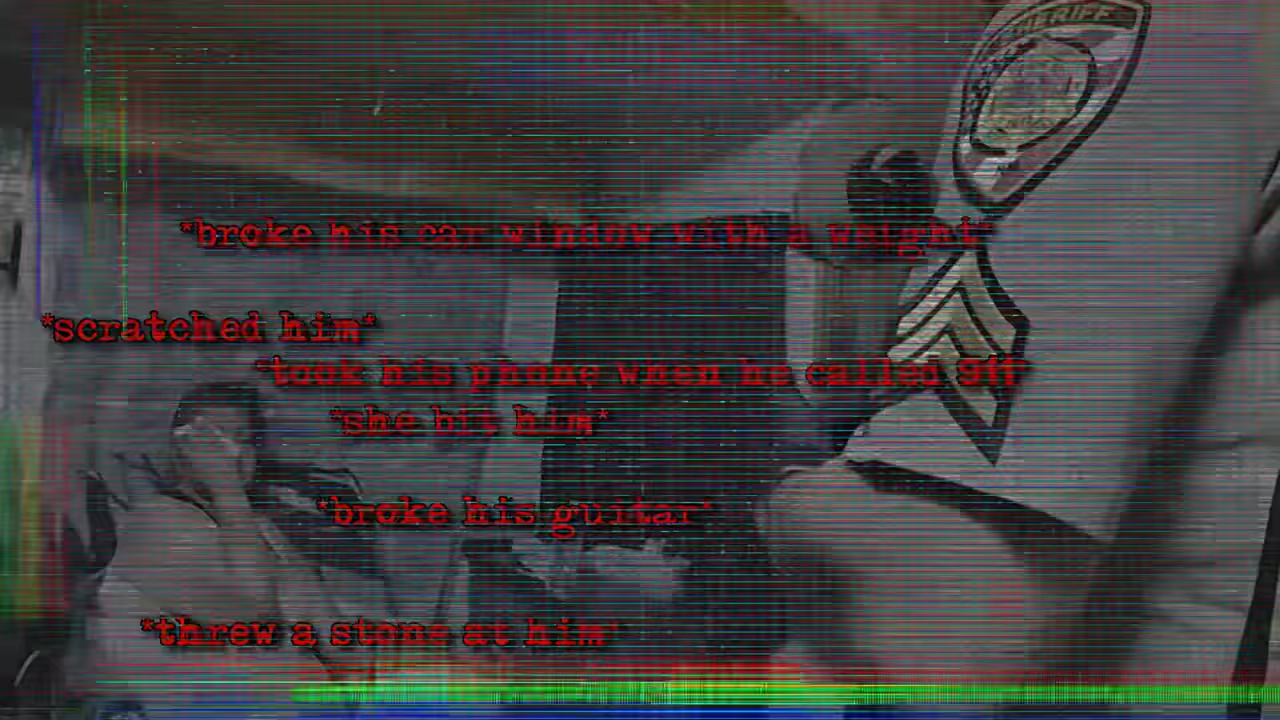 SHERIFF
*broke his car window with a weight*
*scratched him*
*took his phone when he called 911*
*she bit him*
*broke his guitar*
*threw a stone at him*